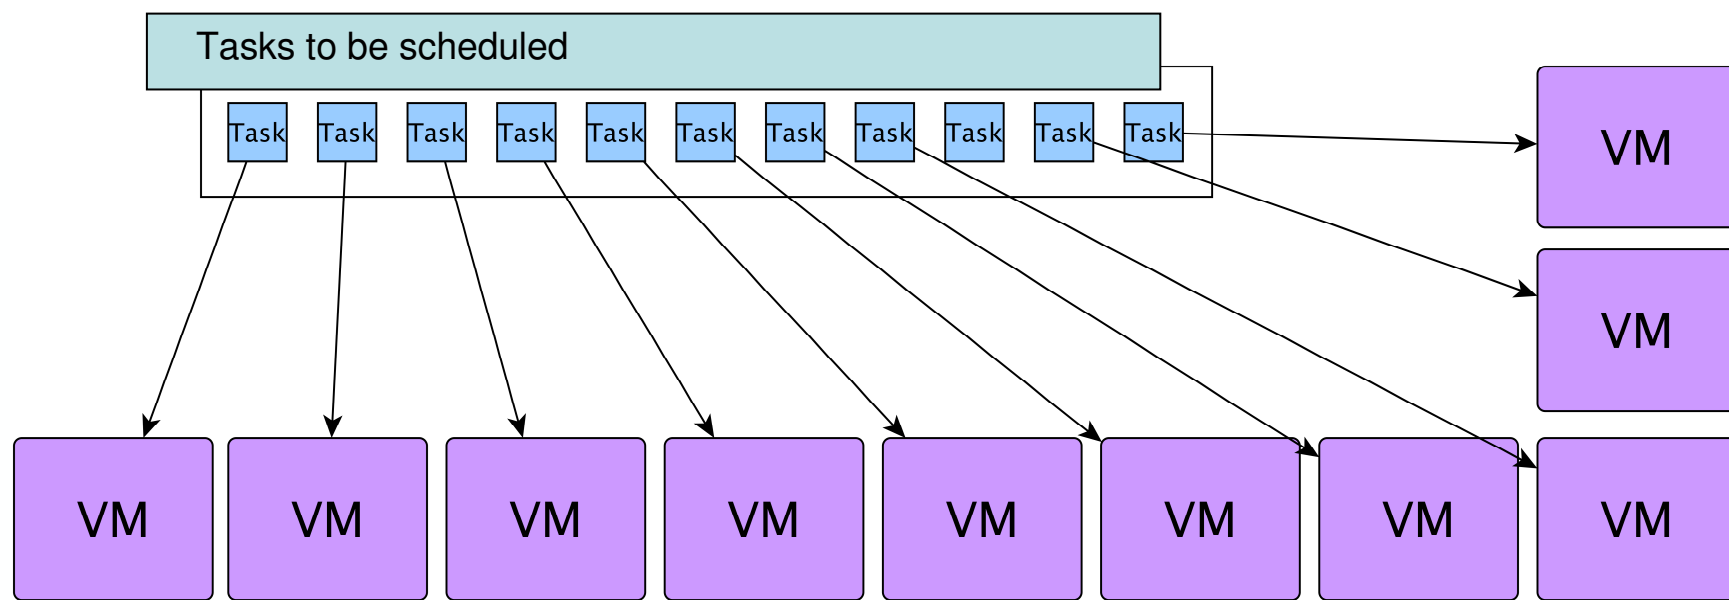 Tasks to be scheduled
Task Task Task Task Task Task Task Task Task Task Task
VM
VM
VM VM VM VM VM VM VM VM